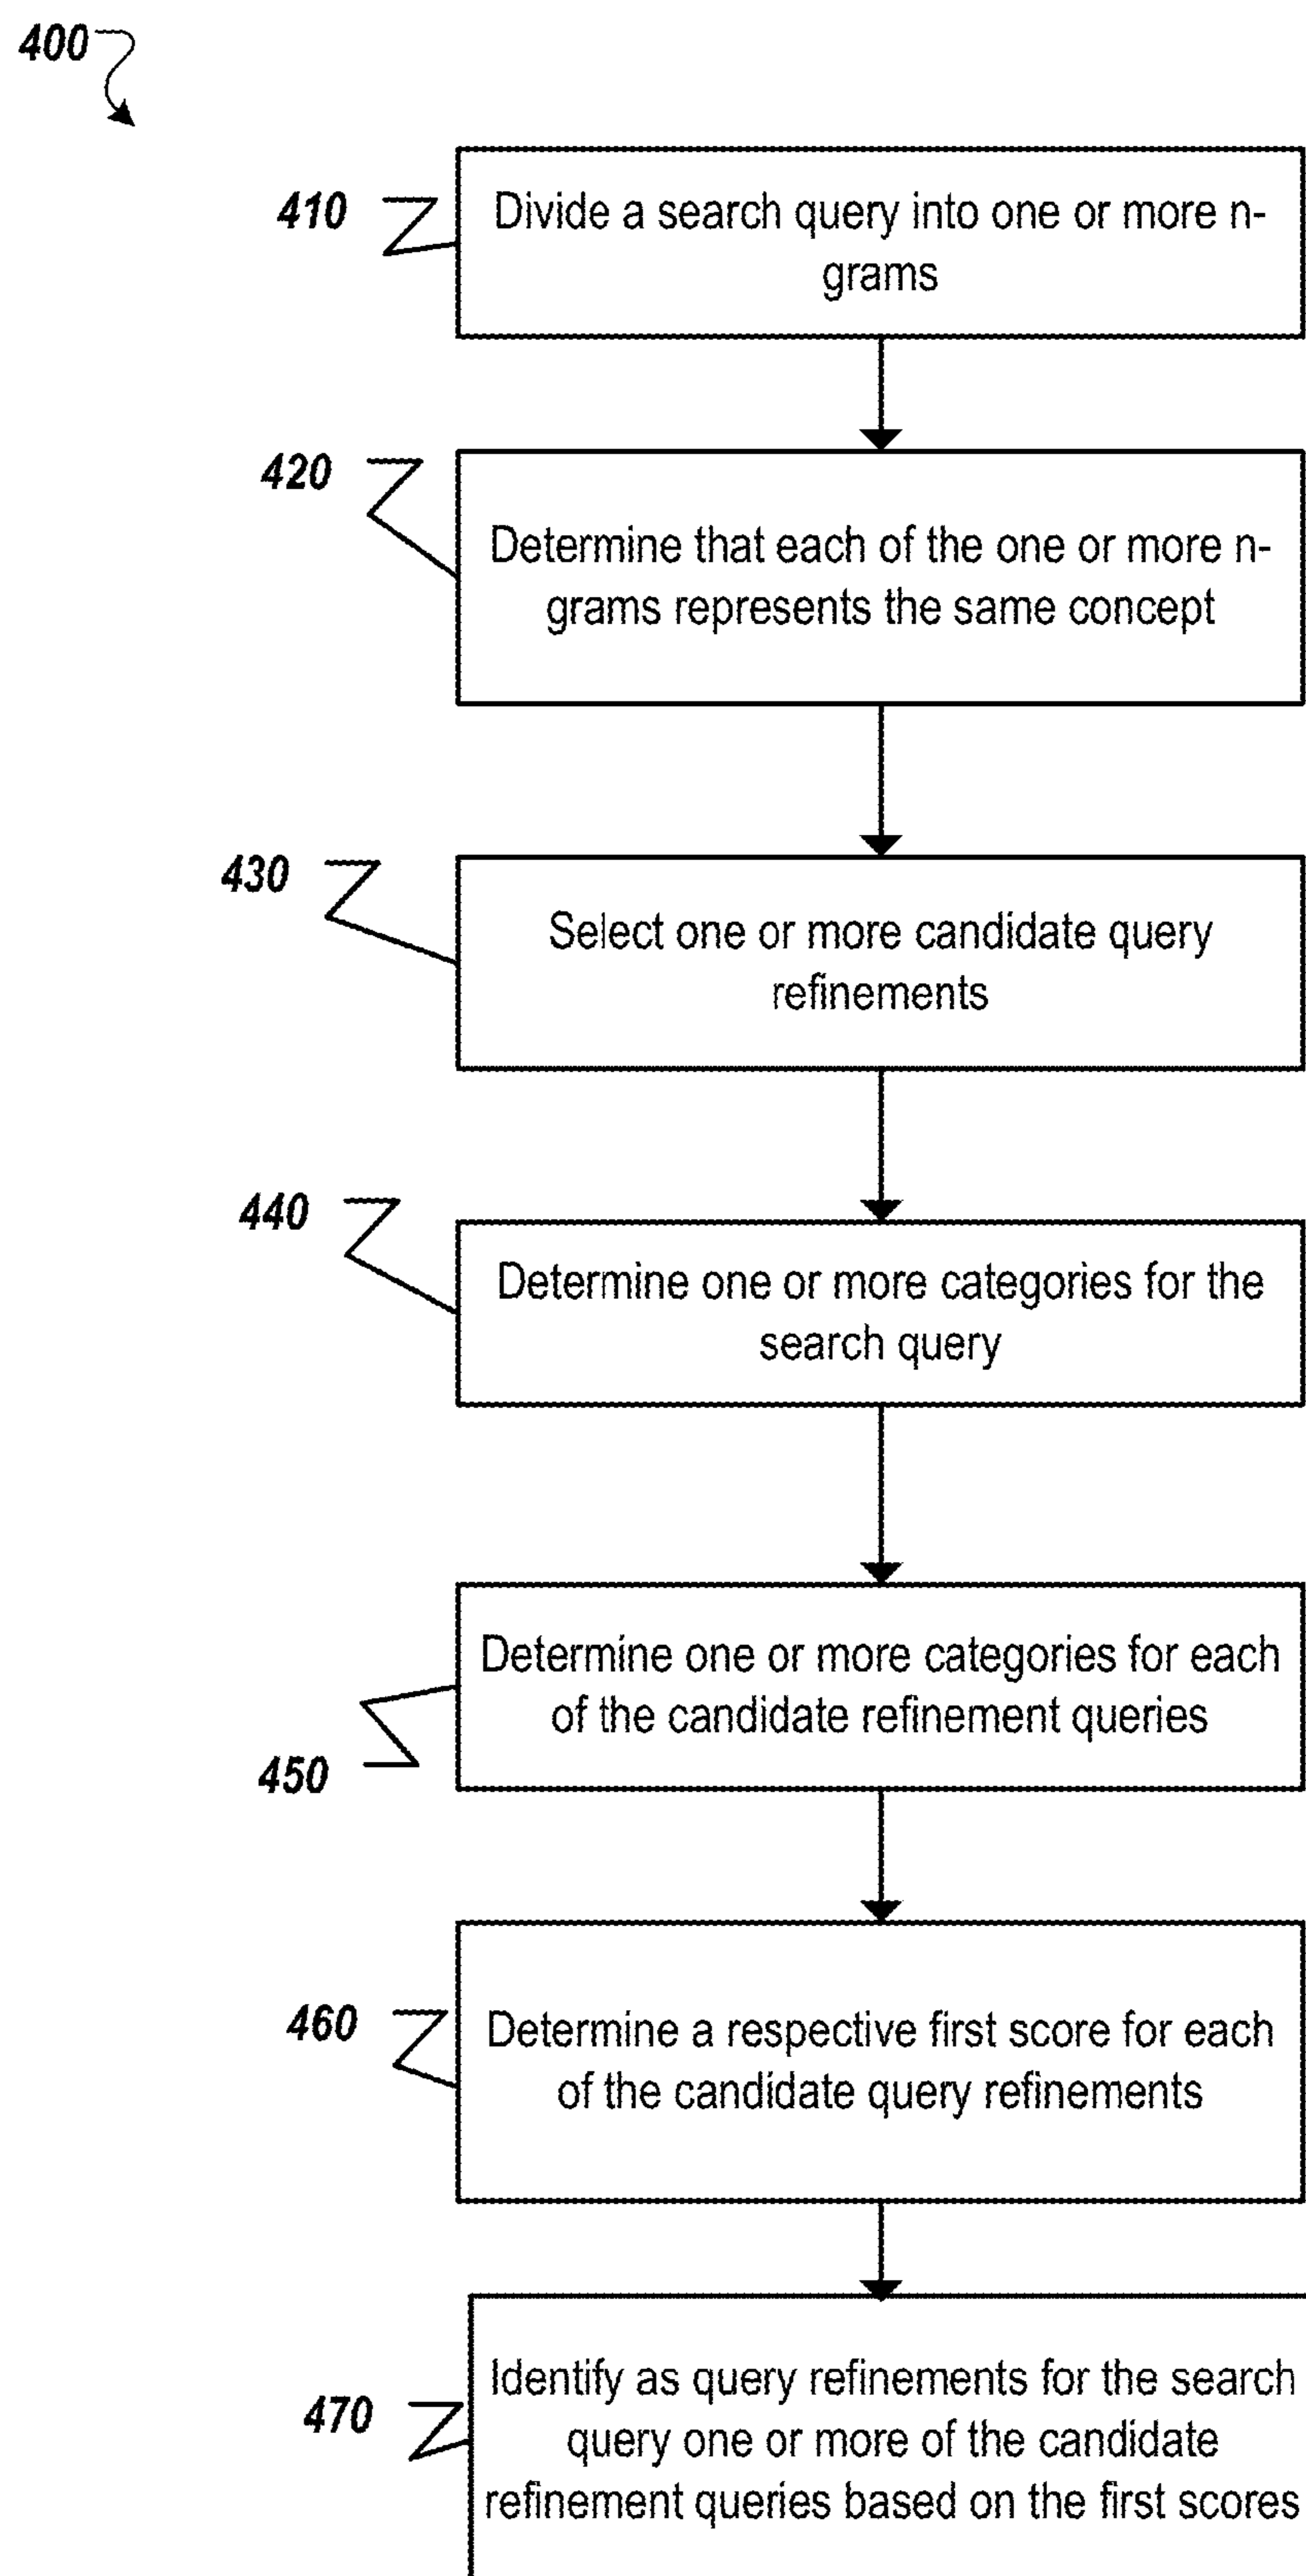 400
410
Divide a search query into one or more n-
grams
420
Determine that each of the one or more n-
grams represents the same concept
430
Select one or more candidate query
refinements
440
Determine one or more categories for the
search query
Determine one or more categories for each
of the candidate refinement queries
450
460
Determine a respective first score for each
of the candidate query refinements
Identify as query refinements for the search
470
query one or more of the candidate
refinement queries based on the first scores